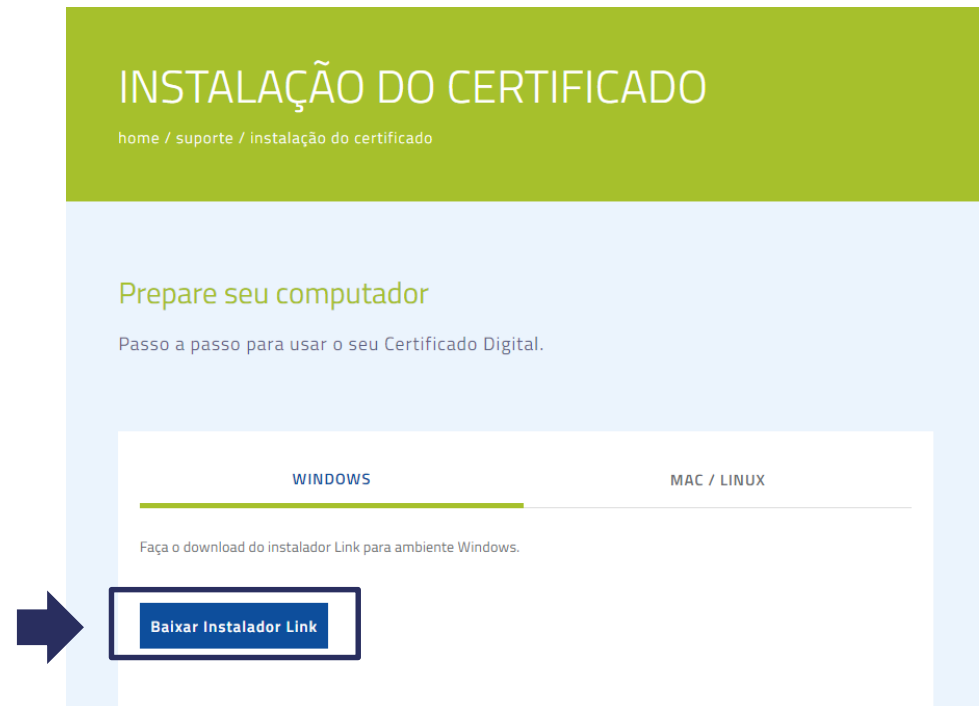 INSTALAÇÃO DO CERTIFICADO
home / suporte / instalação do certificado
Prepare seu computador
Passo a passo para usar o seu Certificado Digital.
WINDOWS
MAC / LINUX
Faça o download do instalador Link para ambiente Windows.
Baixar Instalador Link